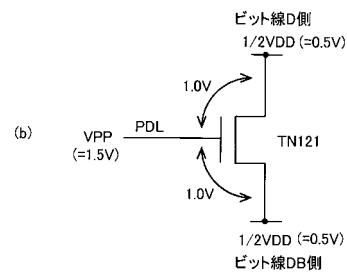 ビット線D側
1/2VDD (=0.5V)
1.0V
(b)
VPP
(=1.5V)
PDL
TN121
1.0V
1/2VDD (=0.5V)
ビット線DB側